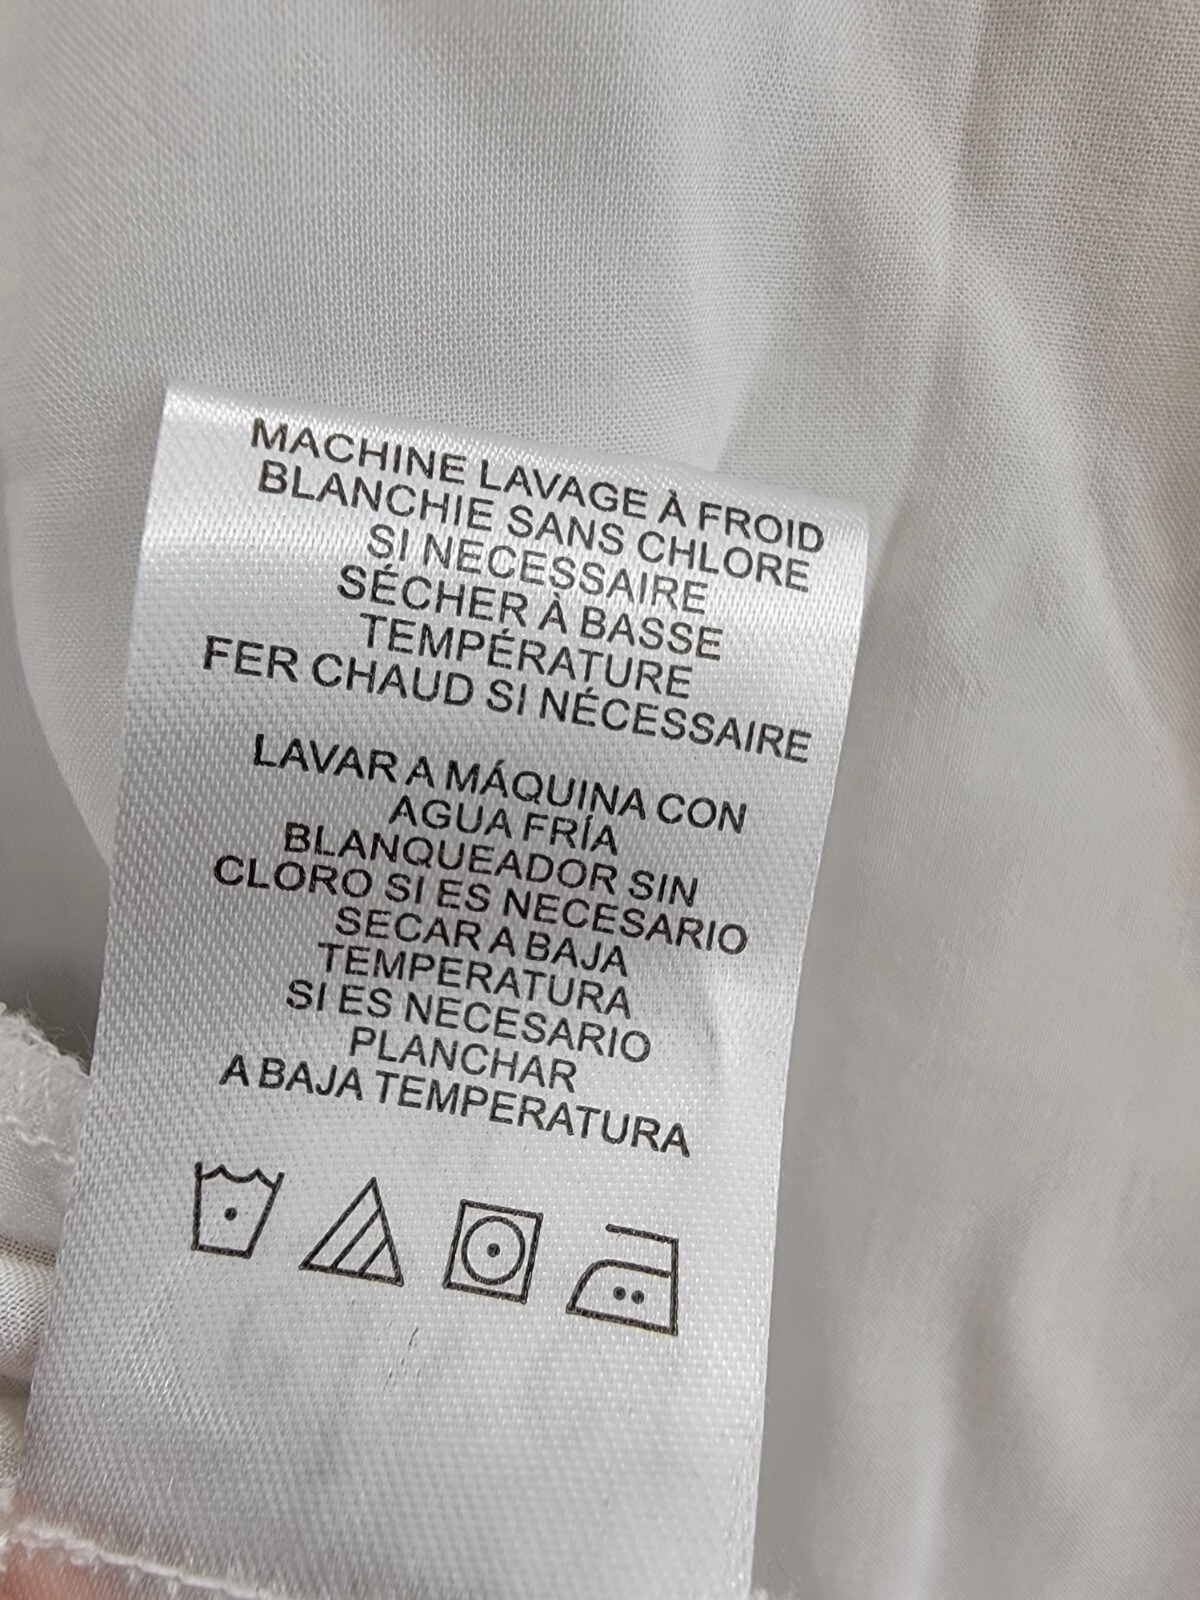 MACHINE LAVAGE À FROID
BLANCHIE SANS CHLORE
SI NECESSAIRE
SÉCHER À BASSE
TEMPÉRATURE
FER CHAUD SI NÉCESSAIRE
LAVAR A MÁQUINA CON
AGUA FRÍA
BLANQUEADOR SIN
CLORO SI ES NECESARIO
SECAR A BAJA
TEMPERATURA
SI ES NECESARIO
PLANCHAR
A BAJA TEMPERATURA